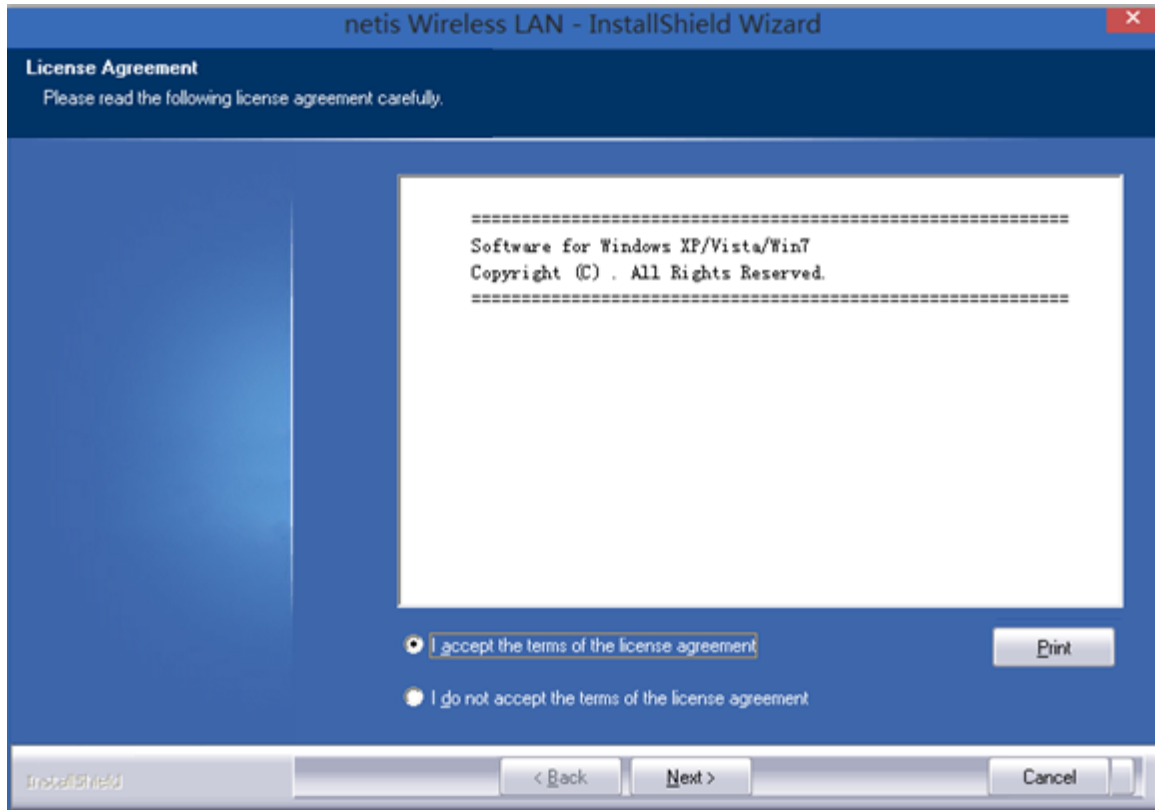 netis Wireless LAN - InstallShield Wizard
License Agreement
Please read the following license agreement carefully.
============================================================
Software for Windows XP/Vista/Win7
Copyright (C) . All Rights Reserved.
============================================================
I accept the terms of the license agreement
Print
I do not accept the terms of the license agreement
InstallShield
< Back
Next >
Cancel